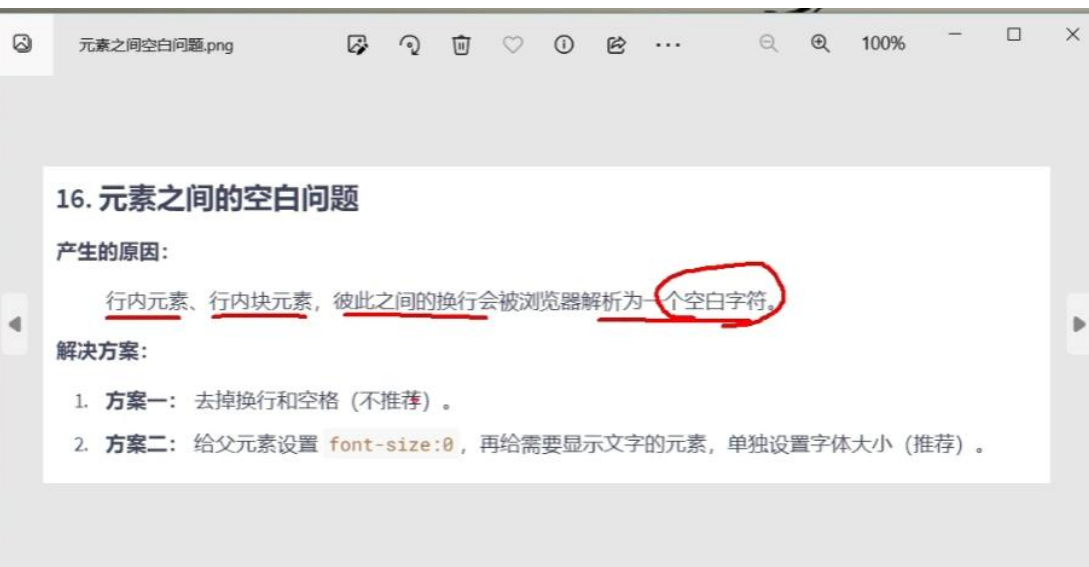 元素之间空白问题.png
100%
16. 元素之间的空白问题
产生的原因：
行内元素、行内块元素，彼此之间的换行会被浏览器解析为一个空白字符。
解决方案：
1. 方案一： 去掉换行和空格（不推荐）。
2. 方案二： 给父元素设置 font-size:0，再给需要显示文字的元素，单独设置字体大小（推荐）。